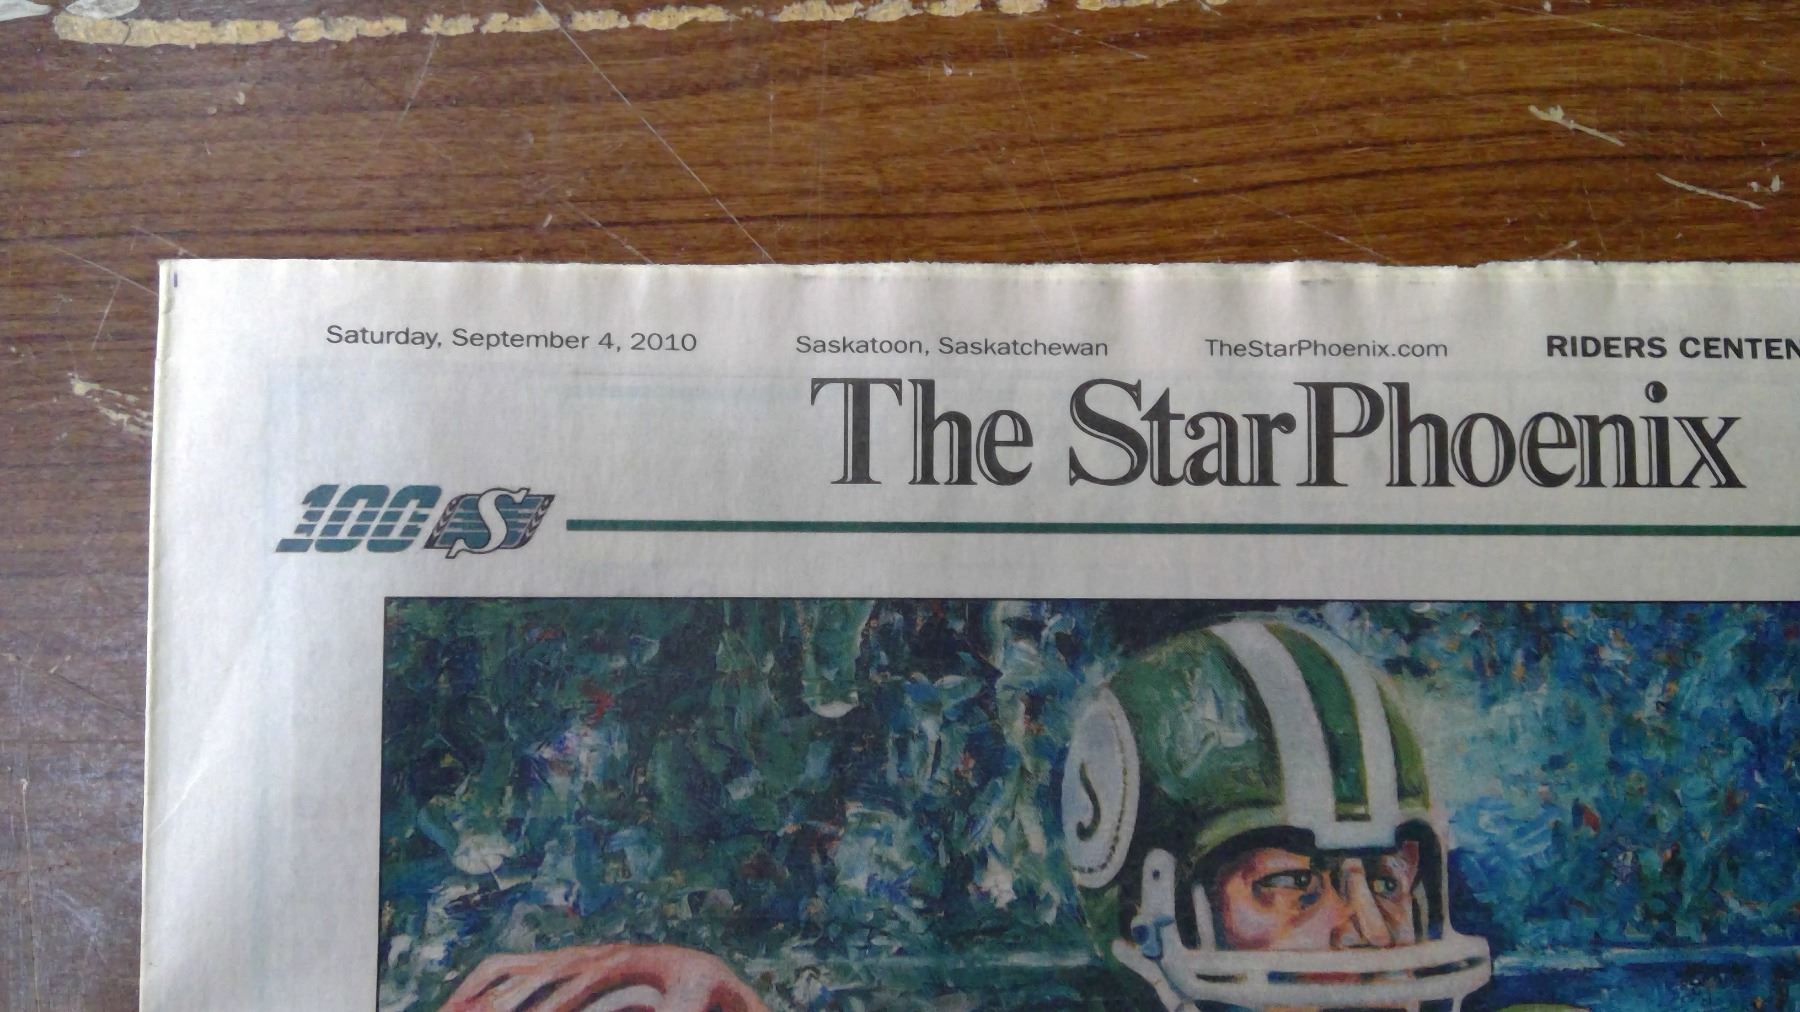 Saturday, September 4, 2010 Saskatoon, Saskatchewan TheStarPhoenix.com RIDERS CENTEN
The StarPhoenix
100 S